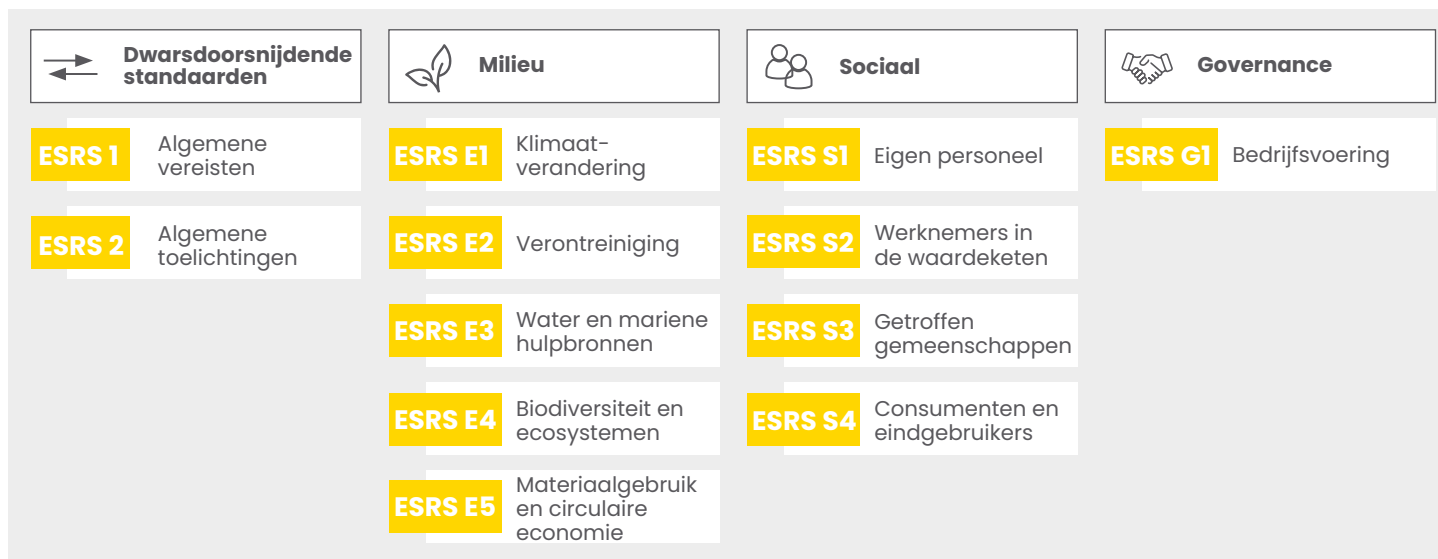 Dwarsdoorsnijdende
standaarden
ESRS 1
Algemene
vereisten
ESRS 2
Algemene
toelichtingen
Milieu
ESRS E1
Klimaat-
verandering
ESRS E2
Verontreiniging
ESRS E3
Water en mariene
hulpbronnen
ESRS E4
Biodiversiteit en
ecosystemen
ESRS E5
Materiaalgebruik
en circulaire
economie
Sociaal
ESRS S1
Eigen personeel
ESRS S2
Werknemers in
de waardeketen
ESRS S3
Getroffen
gemeenschappen
ESRS S4
Consumenten en
eindgebruikers
Governance
ESRS G1
Bedrijfsvoering